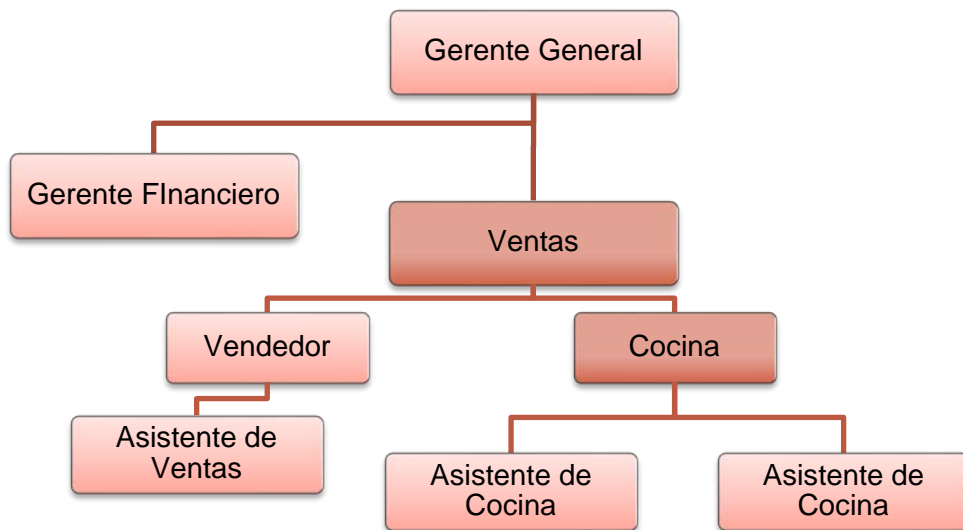 Gerente General
Gerente FInanciero
Ventas
Vendedor
Cocina
Asistente de
Ventas
Asistente de
Cocina
Asistente de
Cocina